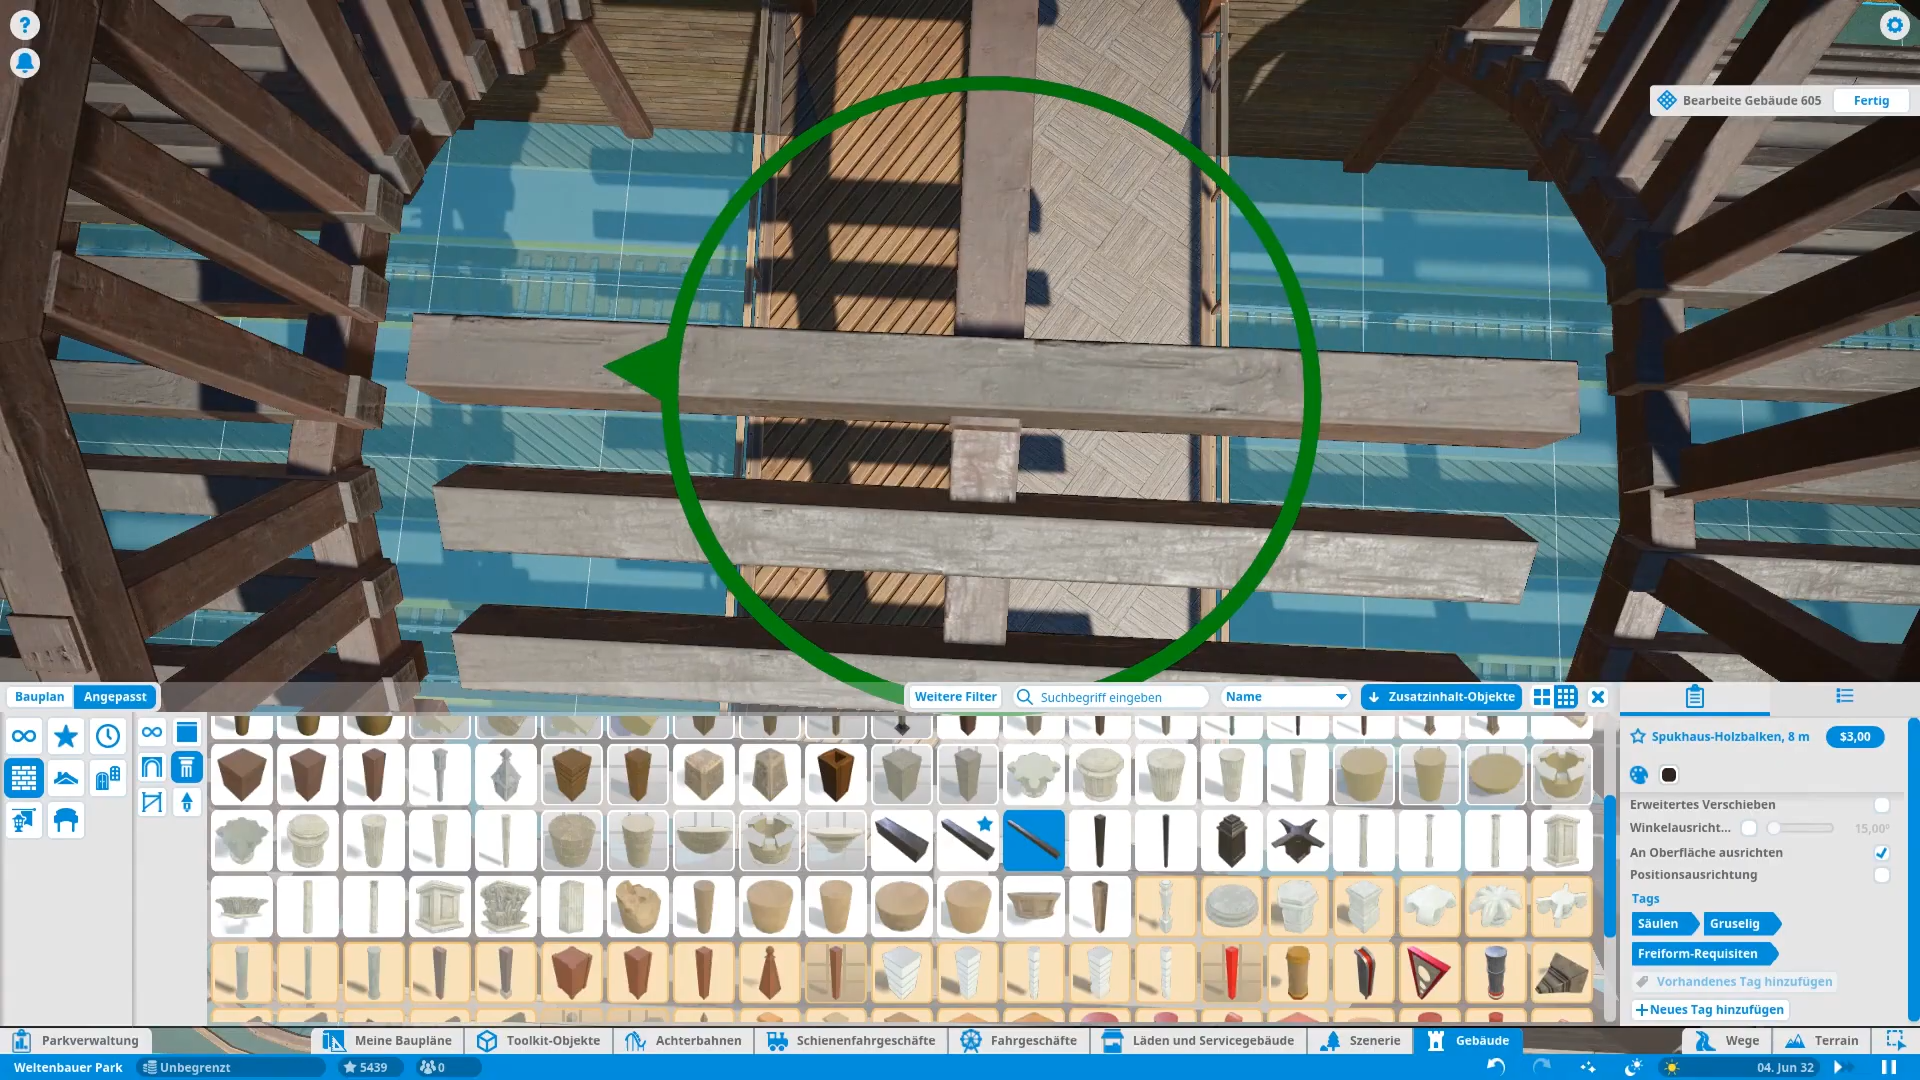 ?
Bearbeite Gebäude 605
Fertig
Bauplan
Angepasst
Weitere Filter
Suchbegriff eingeben
Name
Zusatzinhalt-Objekte
Spukhaus-Holzbalken, 8 m
$3,00
Erweitertes Verschieben
Winkelausricht...
15,00°
An Oberfläche ausrichten
Positionsausrichtung
Tags
Säulen
Gruselig
Freiform-Requisiten
Vorhandenes Tag hinzufügen
+Neues Tag hinzufügen
Parkverwaltung
Meine Baupläne
Toolkit-Objekte
Achterbahnen
Schienenfahrgeschäfte
Fahrgeschäfte
Läden und Servicegebäude
Szenerie
Gebäude
Wege
Terrain
Weltenbauer Park
Unbegrenzt
5439
0
04. Jun 32